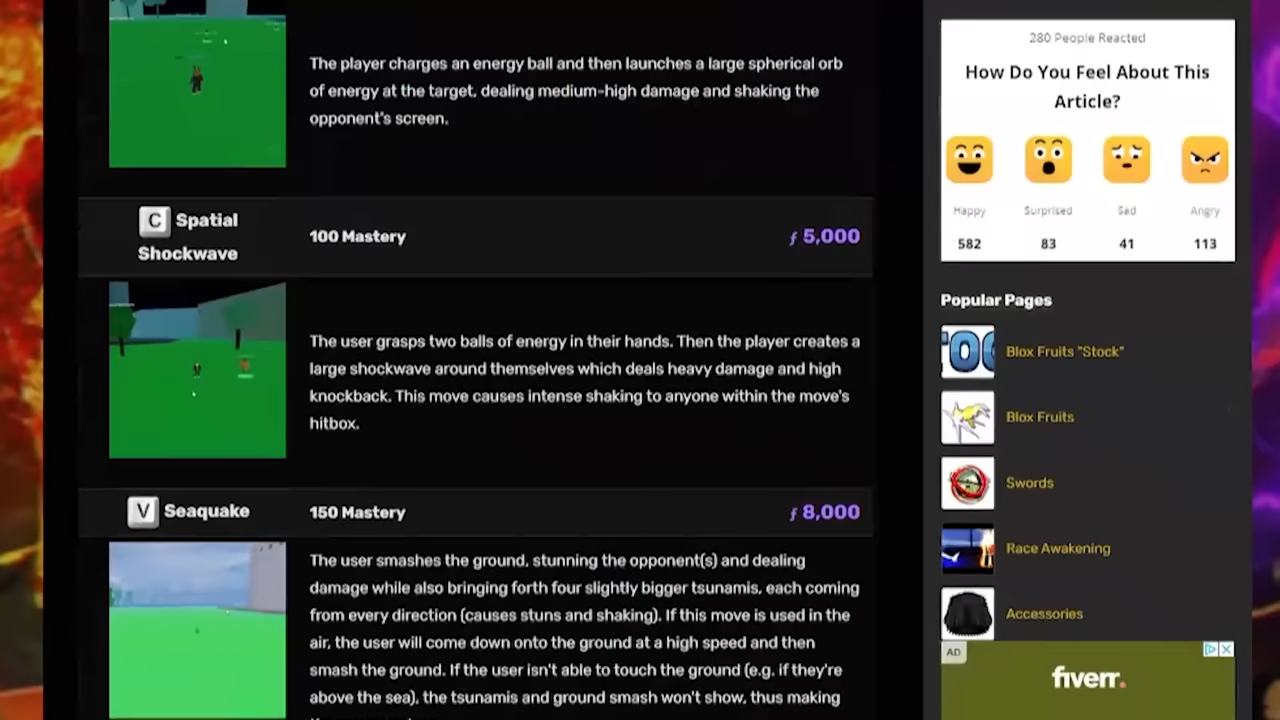 The player charges an energy ball and then launches a large spherical orb
of energy at the target, dealing medium-high damage and shaking the
opponent's screen.
C Spatial
Shockwave
100 Mastery
ƒ 5,000
The user grasps two balls of energy in their hands. Then the player creates a
large shockwave around themselves which deals heavy damage and high
knockback. This move causes intense shaking to anyone within the move's
hitbox.
V Seaquake
150 Mastery
ƒ 8,000
The user smashes the ground, stunning the opponent(s) and dealing
damage while also bringing forth four slightly bigger tsunamis, each coming
from every direction (causes stuns and shaking). If this move is used in the
air, the user will come down onto the ground at a high speed and then
smash the ground. If the user isn't able to touch the ground (e.g. if they're
above the sea), the tsunamis and ground smash won't show, thus making
280 People Reacted
How Do You Feel About This
Article?
Happy
Surprised
Sad
Angry
582
83
41
113
Popular Pages
Blox Fruits "Stock"
Blox Fruits
Swords
Race Awakening
Accessories
AD
fiverr.